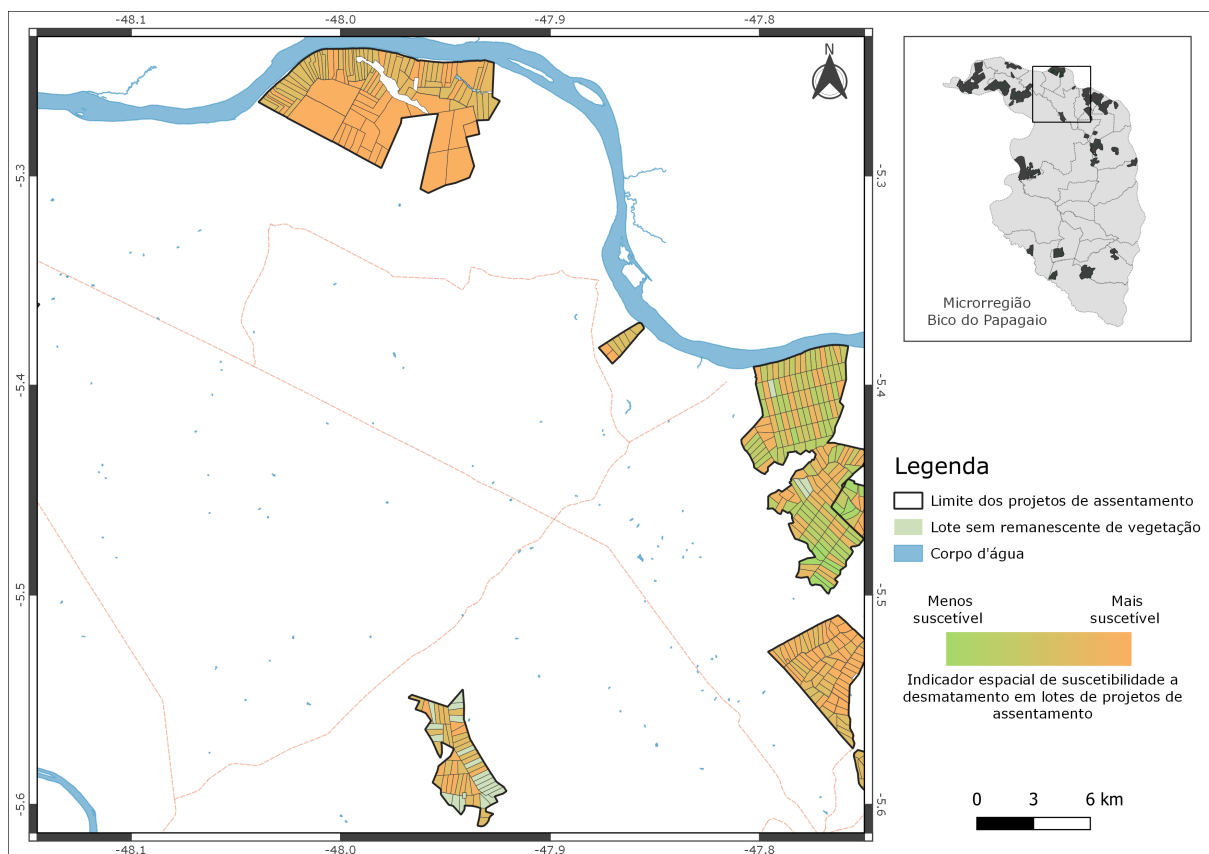 -48.1
-48.0
-47.9
-47.8
N
-5.3
-5.3
-5.4
-5.4
-5.5
-5.5
-5.6
-5.6
-48.1
-48.0
-47.9
-47.8
Microrregião
Bico do Papagaio
Legenda
Limite dos projetos de assentamento
Lote sem remanescente de vegetação
Corpo d'água
Menos
suscetível
Mais
suscetível
Indicador espacial de suscetibilidade a
desmatamento em lotes de projetos de
assentamento
0 3 6 km